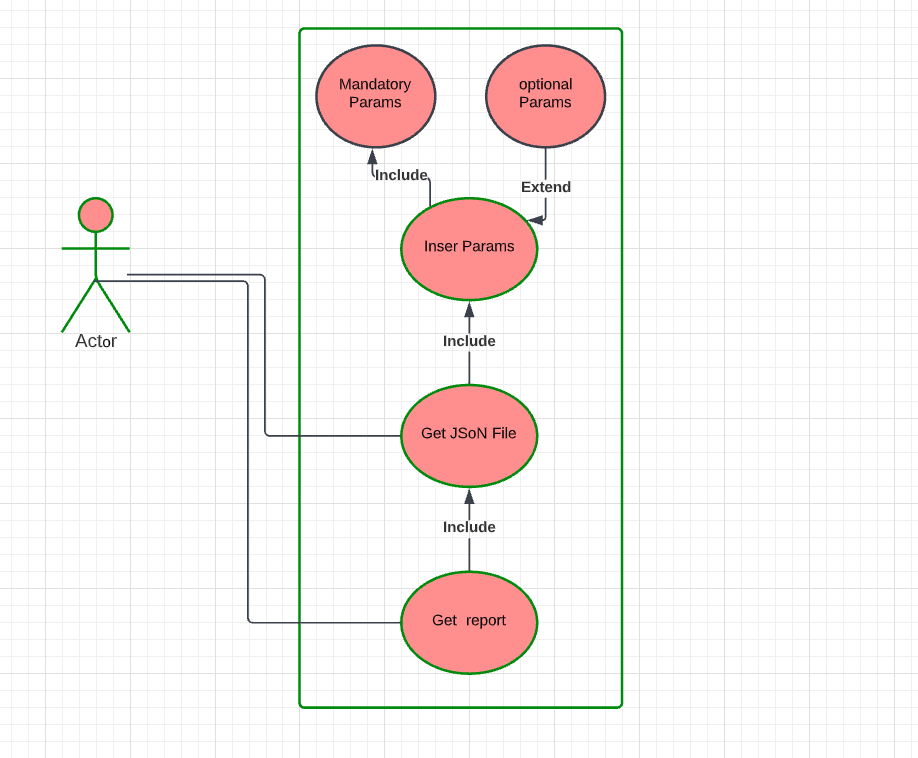 Mandatory
Params
optional
Params
Include
Extend
Inser Params
Actor
Include
Get JSoN File
Include
Get report